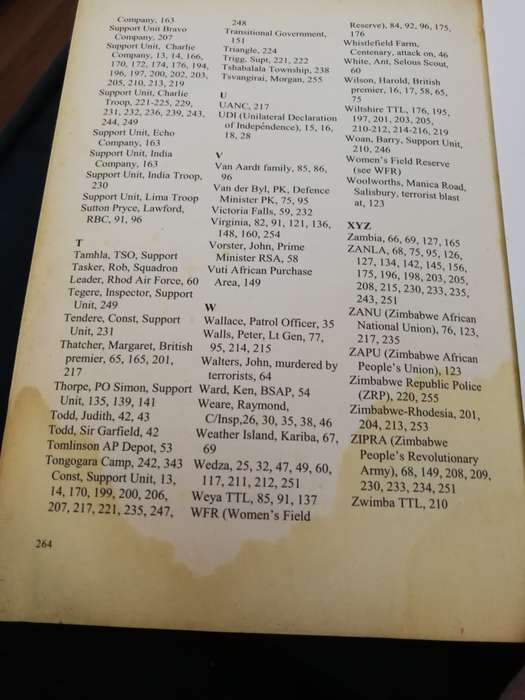 Company, 163
Support Unit Bravo
Company, 207
Support Unit, Charlie
Company, 13, 14, 166,
170, 172, 174, 176, 194,
196, 197, 200, 202, 203,
205, 210, 213, 219
Support Unit, Charlie
Troop, 221-225, 229,
231, 232, 236, 239, 243,
244, 249
Support Unit, Echo
Company, 163
Support Unit, India
Company, 163
Support Unit, India Troop,
230
Support Unit, Lima Troop
Sutton Pryce, Lawford,
RBC, 91, 96
T
Tamhla, TSO, Support
Tasker, Rob, Squadron
Leader, Rhod Air Force, 60
Tegere, Inspector, Support
Unit, 249
Tendere, Const, Support
Unit, 231
Thatcher, Margaret, British
premier, 65, 165, 201,
217
Thorpe, PO Simon, Support
Unit, 135, 139, 141
Todd, Judith, 42, 43
Todd, Sir Garfield, 42
Tomlinson AP Depot, 53
Tongogara Camp, 242, 343
Const, Support Unit, 13,
14, 170, 199, 200, 206,
207, 217, 221, 235, 247,
248
Transitional Government,
151
Triangle, 224
Trigg, Supt, 221, 222
Tshabalala Township, 238
Tsvangirai, Morgan, 255
U
UANC, 217
UDI (Unilateral Declaration
of Independence), 15, 16,
18, 28
V
Van Aardt family, 85, 86,
96
Van der Byl, PK, Defence
Minister PK, 75, 95
Victoria Falls, 59, 232
Virginia, 82, 91, 121, 136,
148, 160, 254
Vorster, John, Prime
Minister RSA, 58
Vuti African Purchase
Area, 149
W
Wallace, Patrol Officer, 35
Walls, Peter, Lt Gen, 77,
95, 214, 215
Walters, John, murdered by
terrorists, 64
Ward, Ken, BSAP, 54
Weare, Raymond,
C/Insp,26, 30, 35, 38, 46
Weather Island, Kariba, 67,
69
Wedza, 25, 32, 47, 49, 60,
117, 211, 212, 251
Weya TTL, 85, 91, 137
WFR (Women's Field
Reserve), 84, 92, 96, 175,
176
Whistlefield Farm,
Centenary, attack on, 46
White, Ant, Selous Scout,
60
Wilson, Harold, British
premier, 16, 17, 58, 65,
75
Wiltshire TTL, 176, 195,
197, 201, 203, 205,
210-212, 214-216, 219
Woan, Barry, Support Unit,
210, 246
Women's Field Reserve
(see WFR)
Woolworths, Manica Road,
Salisbury, terrorist blast
at, 123
XYZ
Zambia, 66, 69, 127, 165
ZANLA, 68, 75, 95, 126,
127, 134, 142, 145, 156,
175, 196, 198, 203, 205,
208, 215, 230, 233, 235,
243, 251
ZANU (Zimbabwe African
National Union), 76, 123,
217, 235
ZAPU (Zimbabwe African
People's Union), 123
Zimbabwe Republic Police
(ZRP), 220, 255
Zimbabwe-Rhodesia, 201,
204, 213, 253
ZIPRA (Zimbabwe
People's Revolutionary
Army), 68, 149, 208, 209,
230, 233, 234, 251
Zwimba TTL, 210
264